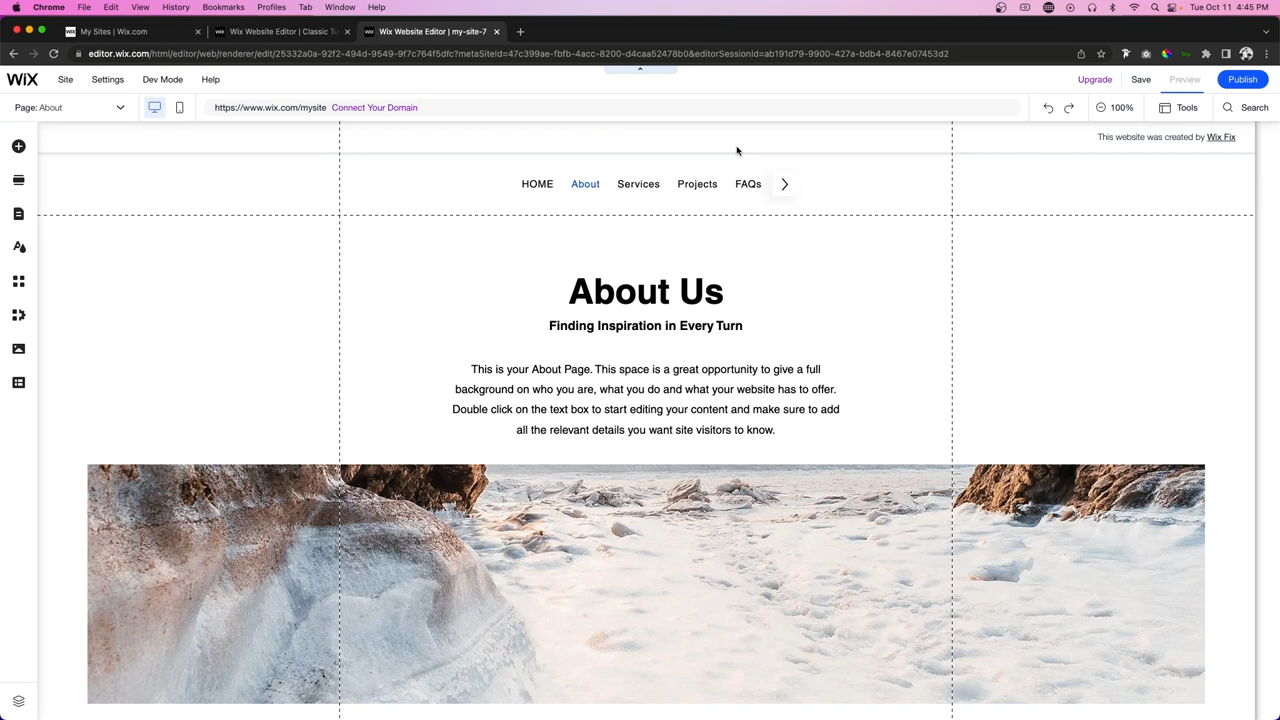 Chrome File Edit View History Bookmarks Profiles Tab Window Help Tue Oct 11 4:45 PM
WiX My Sites | Wix.com WiX Wix Website Editor | Classic Tu WiX Wix Website Editor | my-site-7
editor.wix.com/html/editor/web/renderer/edit/25332a0a-92f2-494d-9549-9f7c764f5dfc?metaSiteId=47c399ae-fbfb-4acc-8200-d4caa52478b0&editorSessionId=ab191d79-9900-427a-bdb4-8467e07453d2
WiX Site Settings Dev Mode Help Upgrade Save Preview Publish
Page: About https://www.wix.com/mysite Connect Your Domain 100% Tools Search
This website was created by Wix Fix
HOME About Services Projects FAQs
About Us
Finding Inspiration in Every Turn
This is your About Page. This space is a great opportunity to give a full
background on who you are, what you do and what your website has to offer.
Double click on the text box to start editing your content and make sure to add
all the relevant details you want site visitors to know.